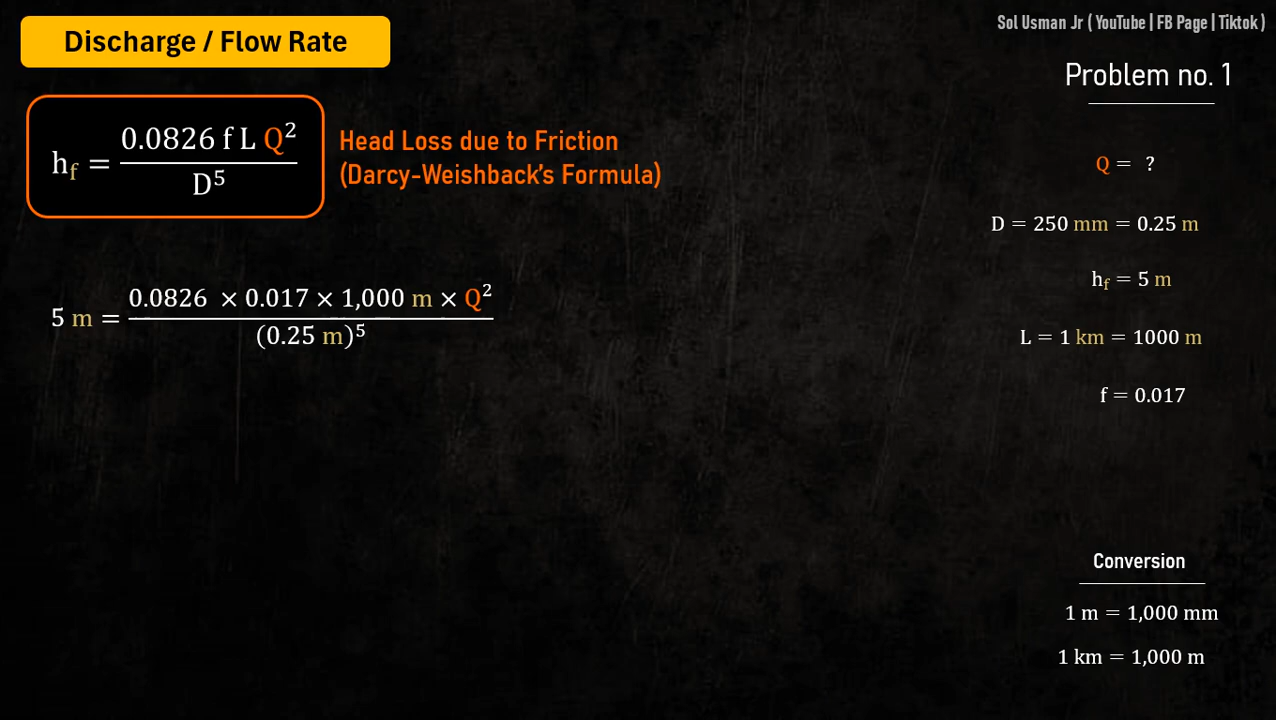 Discharge / Flow Rate
Sol Usman Jr ( YouTube | FB Page | Tiktok )
Problem no. 1
h_f = (0.0826 f L Q²) / D⁵
Head Loss due to Friction
(Darcy-Weishback's Formula)
5 m = (0.0826 × 0.017 × 1,000 m × Q²) / (0.25 m)⁵
Q = ?
D = 250 mm = 0.25 m
h_f = 5 m
L = 1 km = 1000 m
f = 0.017
Conversion
1 m = 1,000 mm
1 km = 1,000 m